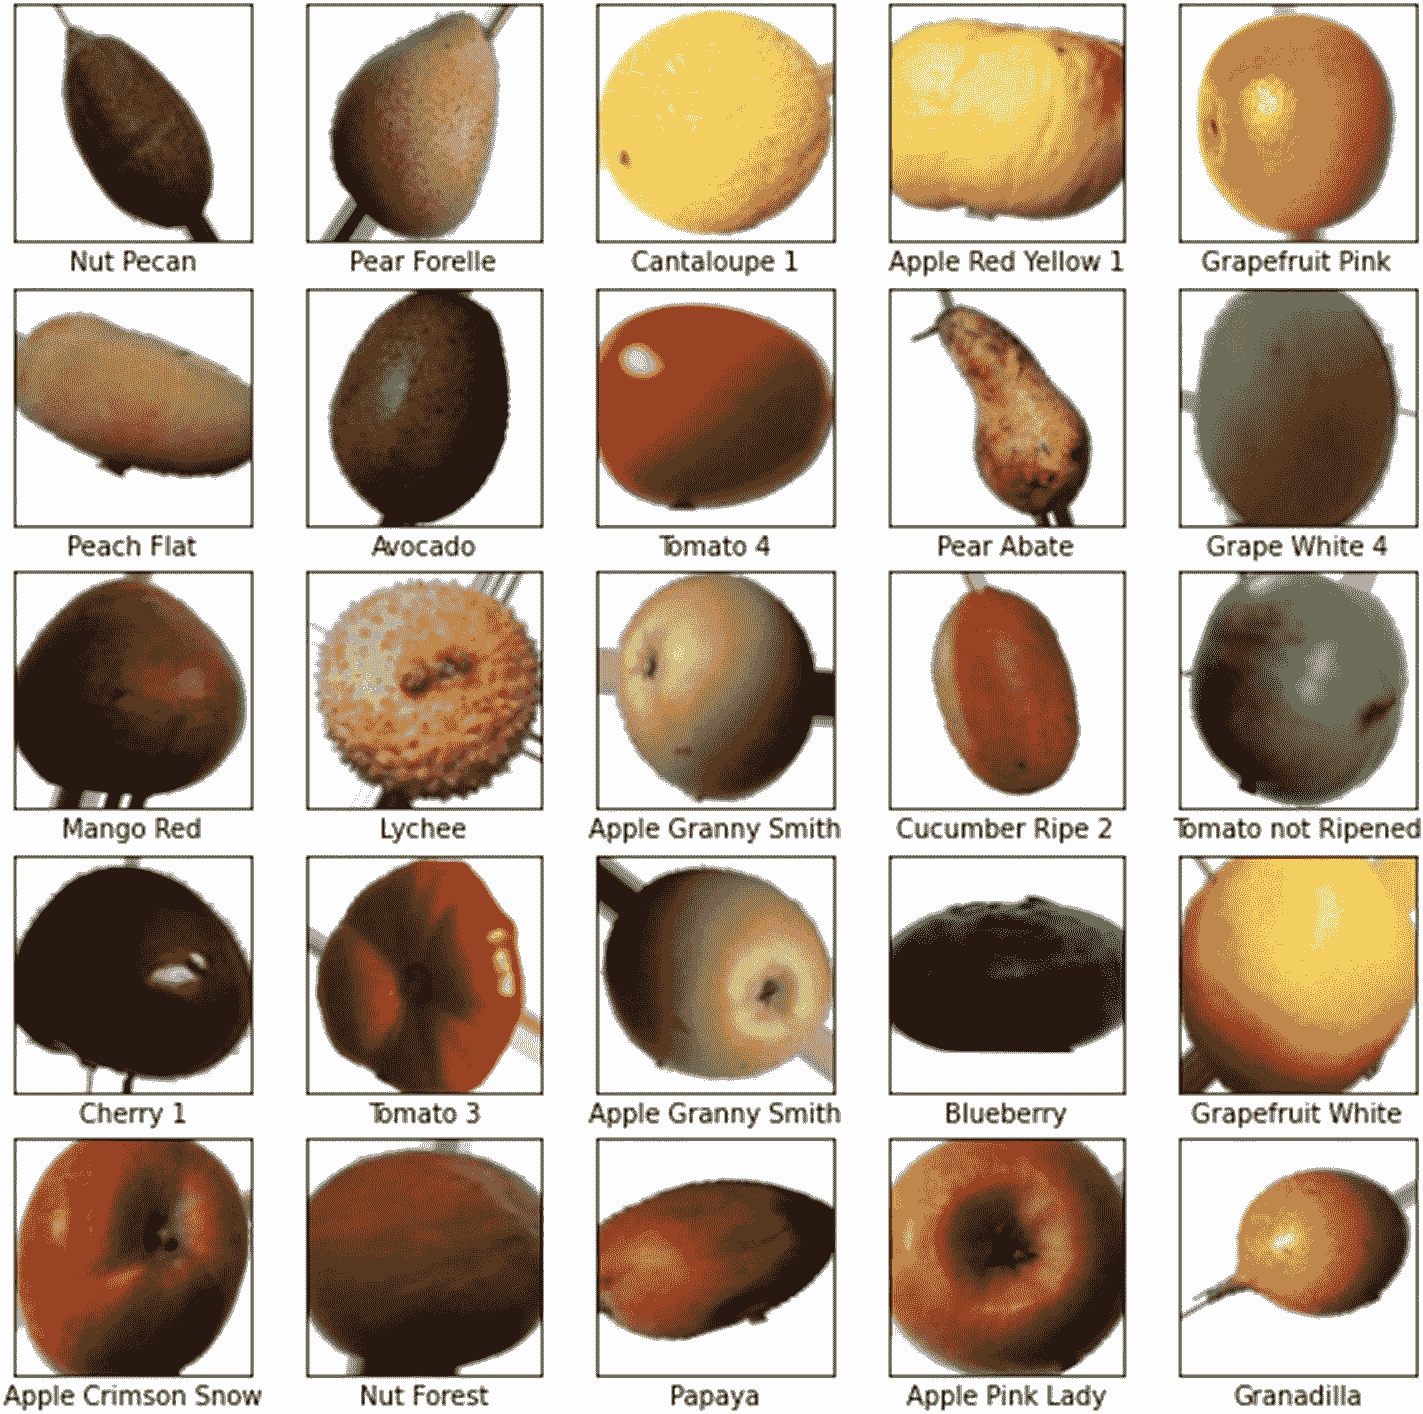 Nut Pecan
Pear Forelle
Cantaloupe 1
Apple Red Yellow 1
Grapefruit Pink
Peach Flat
Avocado
Tomato 4
Pear Abate
Grape White 4
Mango Red
Lychee
Apple Granny Smith
Cucumber Ripe 2
Tomato not Ripened
Cherry 1
Tomato 3
Apple Granny Smith
Blueberry
Grapefruit White
Apple Crimson Snow
Nut Forest
Papaya
Apple Pink Lady
Granadilla